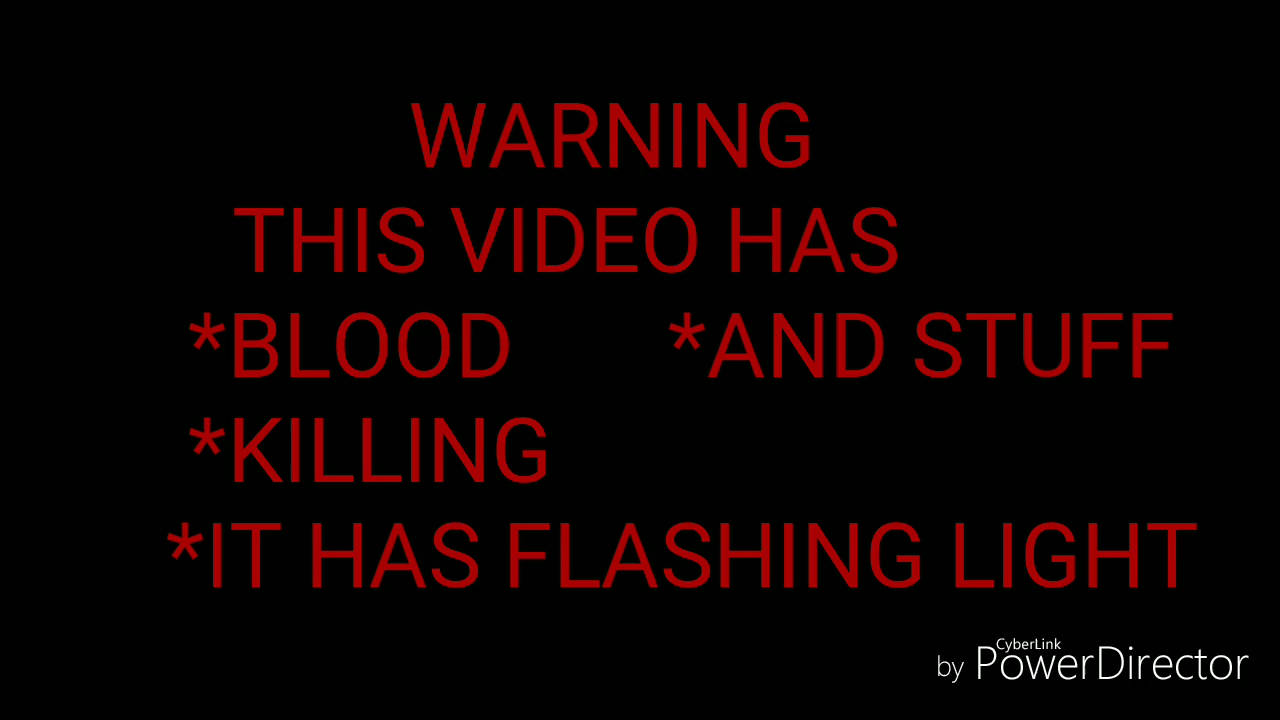 WARNING
THIS VIDEO HAS
*BLOOD *AND STUFF
*KILLING
*IT HAS FLASHING LIGHT
CyberLink
by PowerDirector